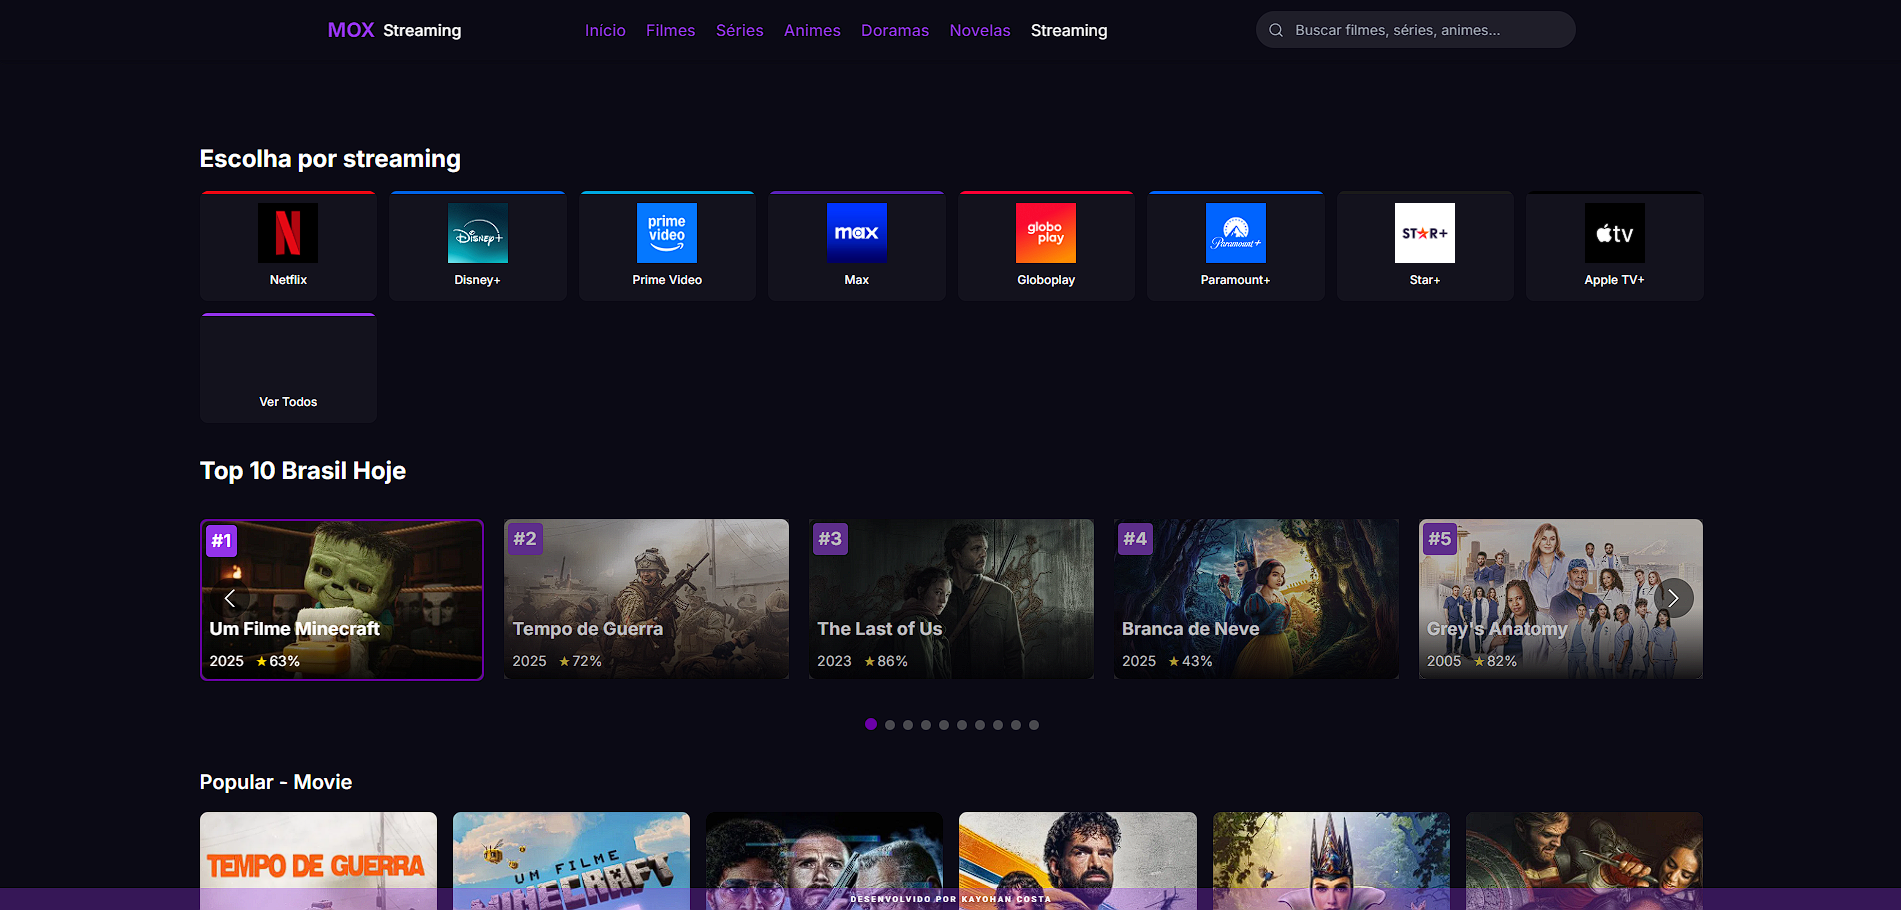 MOX Streaming
Início Filmes Séries Animes Doramas Novelas Streaming
Buscar filmes, séries, animes...
Escolha por streaming
N
Disney+
prime
video
max
globo
play
Paramount+
ST★R+
tv
Netflix
Disney+
Prime Video
Max
Globoplay
Paramount+
Star+
Apple TV+
Ver Todos
Top 10 Brasil Hoje
#1
Um Filme Minecraft
2025 ★63%
#2
Tempo de Guerra
2025 ★72%
#3
The Last of Us
2023 ★86%
#4
Branca de Neve
2025 ★43%
#5
Grey's Anatomy
2005 ★82%
Popular - Movie
TEMPO DE GUERRA
UM FILME
MINECRAFT
DESENVOLVIDO POR KAYOHAN COSTA